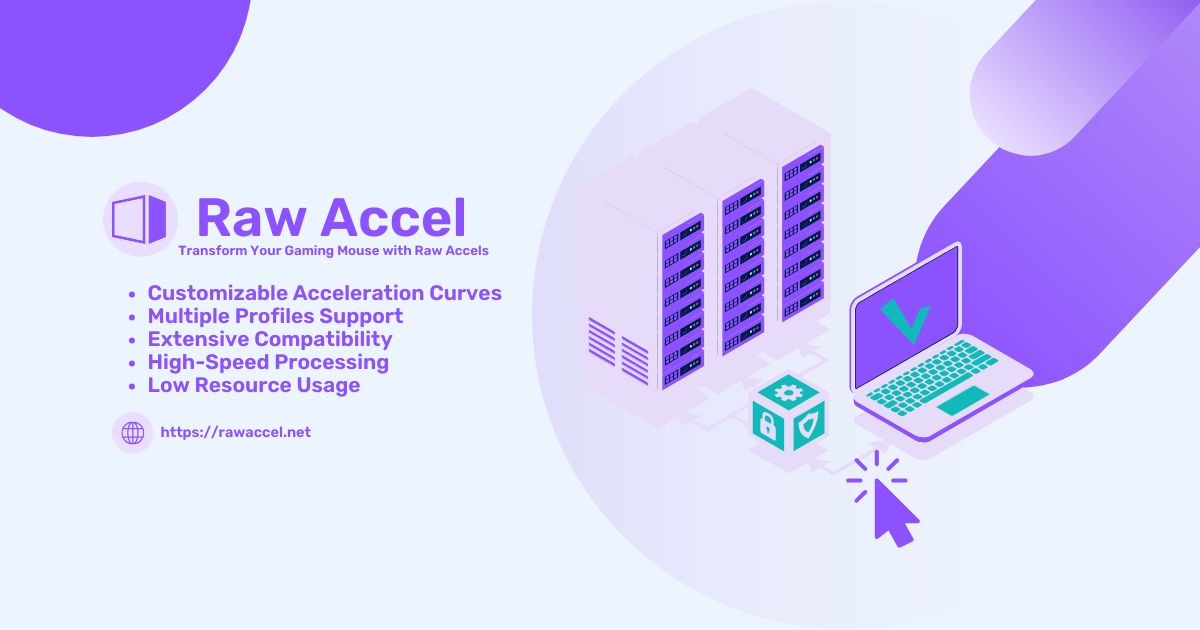 Raw Accel
Transform Your Gaming Mouse with Raw Accels
• Customizable Acceleration Curves
• Multiple Profiles Support
• Extensive Compatibility
• High-Speed Processing
• Low Resource Usage
https://rawaccel.net